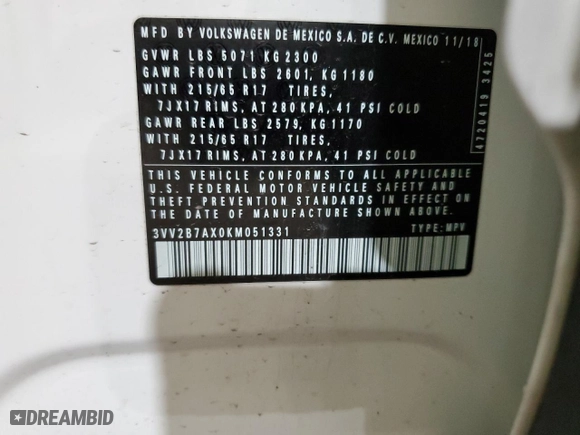 MFD BY VOLKSWAGEN DE MEXICO S.A. DE C.V. MEXICO 11/18
GVWR LBS 5071 KG 2300
GAWR FRONT LBS 2601, KG 1180
WITH 215/65 R17 TIRES,
7JX17 RIMS, AT 280 KPA, 41 PSI COLD
GAWR REAR LBS 2579, KG 1170
WITH 215/65 R17 TIRES,
7JX17 RIMS, AT 280 KPA, 41 PSI COLD
THIS VEHICLE CONFORMS TO ALL APPLICABLE
U.S. FEDERAL MOTOR VEHICLE SAFETY AND
THEFT PREVENTION STANDARDS IN EFFECT ON
THE DATE OF MANUFACTURE SHOWN ABOVE.
3VV2B7AX0KM051331 TYPE: MPV
4720419 3425
DREAMBID